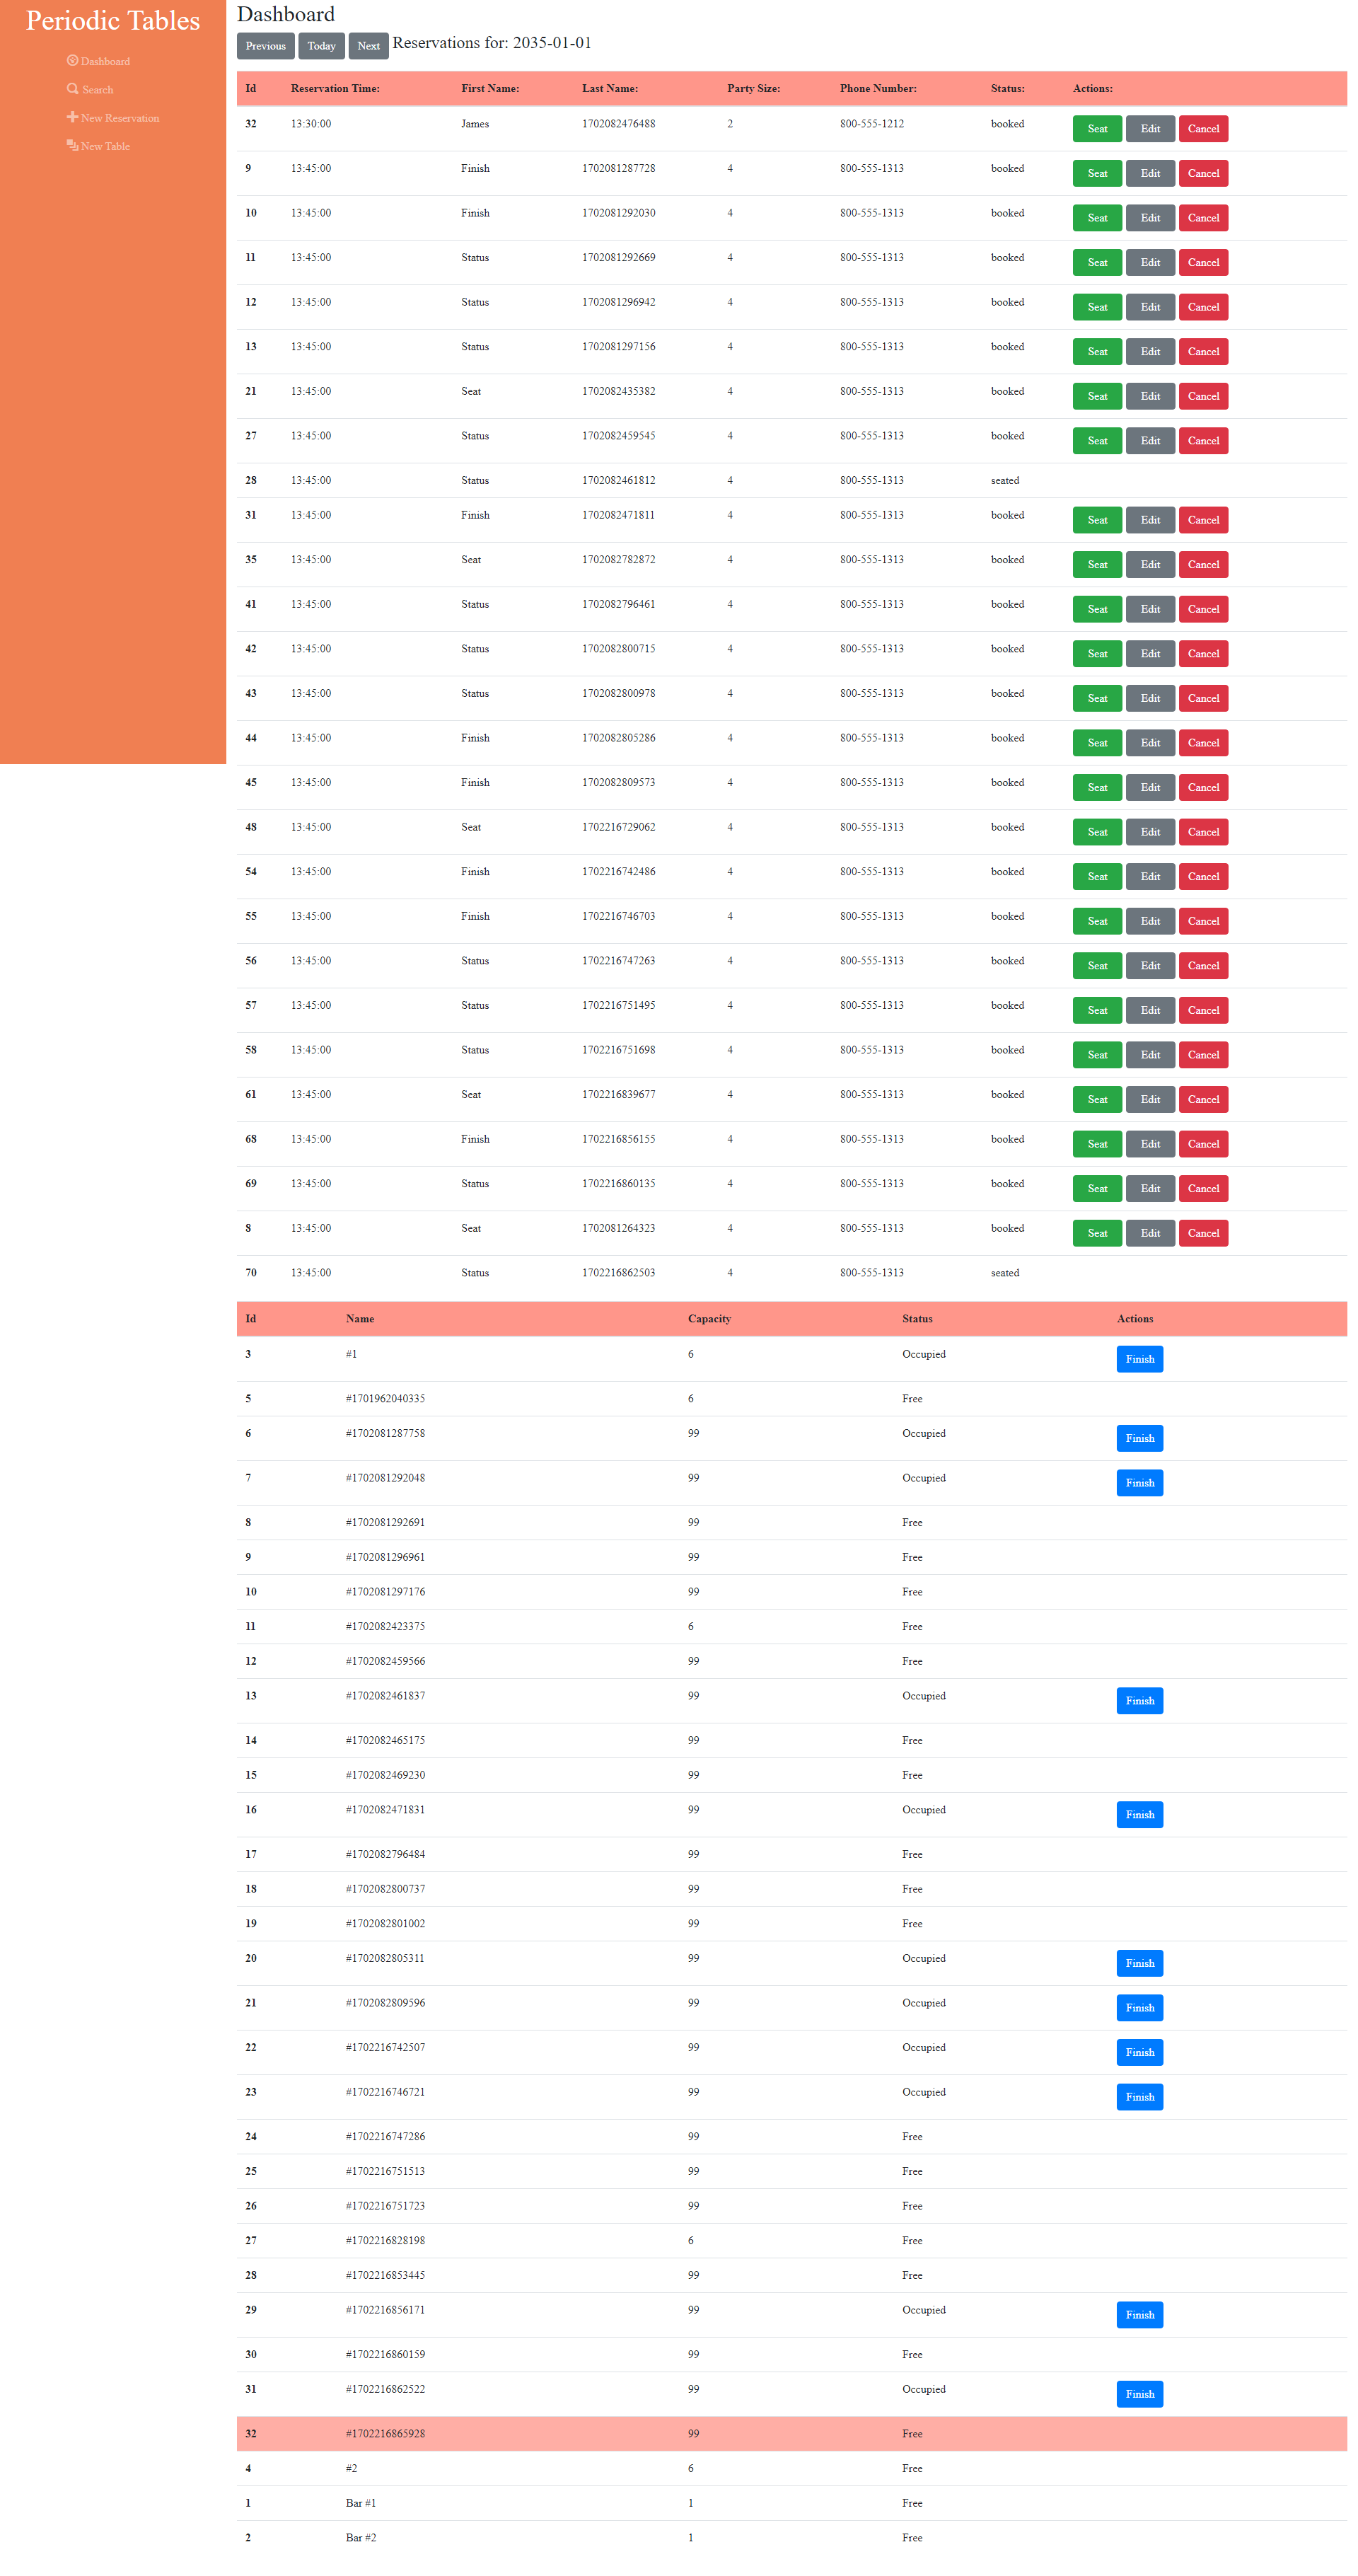 Periodic Tables
Dashboard
Search
New Reservation
New Table
Dashboard
Previous Today Next Reservations for: 2035-01-01
Id Reservation Time: First Name: Last Name: Party Size: Phone Number: Status: Actions:
32 13:30:00 James 1702082476488 2 800-555-1212 booked Seat Edit Cancel
9 13:45:00 Finish 1702081287728 4 800-555-1313 booked Seat Edit Cancel
10 13:45:00 Finish 1702081292030 4 800-555-1313 booked Seat Edit Cancel
11 13:45:00 Status 1702081292669 4 800-555-1313 booked Seat Edit Cancel
12 13:45:00 Status 1702081296942 4 800-555-1313 booked Seat Edit Cancel
13 13:45:00 Status 1702081297156 4 800-555-1313 booked Seat Edit Cancel
21 13:45:00 Seat 1702082435382 4 800-555-1313 booked Seat Edit Cancel
27 13:45:00 Status 1702082459545 4 800-555-1313 booked Seat Edit Cancel
28 13:45:00 Status 1702082461812 4 800-555-1313 seated
31 13:45:00 Finish 1702082471811 4 800-555-1313 booked Seat Edit Cancel
35 13:45:00 Seat 1702082782872 4 800-555-1313 booked Seat Edit Cancel
41 13:45:00 Status 1702082796461 4 800-555-1313 booked Seat Edit Cancel
42 13:45:00 Status 1702082800715 4 800-555-1313 booked Seat Edit Cancel
43 13:45:00 Status 1702082800978 4 800-555-1313 booked Seat Edit Cancel
44 13:45:00 Finish 1702082805286 4 800-555-1313 booked Seat Edit Cancel
45 13:45:00 Finish 1702082809573 4 800-555-1313 booked Seat Edit Cancel
48 13:45:00 Seat 1702216729062 4 800-555-1313 booked Seat Edit Cancel
54 13:45:00 Finish 1702216742486 4 800-555-1313 booked Seat Edit Cancel
55 13:45:00 Finish 1702216746703 4 800-555-1313 booked Seat Edit Cancel
56 13:45:00 Status 1702216747263 4 800-555-1313 booked Seat Edit Cancel
57 13:45:00 Status 1702216751495 4 800-555-1313 booked Seat Edit Cancel
58 13:45:00 Status 1702216751698 4 800-555-1313 booked Seat Edit Cancel
61 13:45:00 Seat 1702216839677 4 800-555-1313 booked Seat Edit Cancel
68 13:45:00 Finish 1702216856155 4 800-555-1313 booked Seat Edit Cancel
69 13:45:00 Status 1702216860135 4 800-555-1313 booked Seat Edit Cancel
8 13:45:00 Seat 1702081264323 4 800-555-1313 booked Seat Edit Cancel
70 13:45:00 Status 1702216862503 4 800-555-1313 seated
Id Name Capacity Status Actions
3 #1 6 Occupied Finish
5 #1701962040335 6 Free
6 #1702081287758 99 Occupied Finish
7 #1702081292048 99 Occupied Finish
8 #1702081292691 99 Free
9 #1702081296961 99 Free
10 #1702081297176 99 Free
11 #1702082423375 6 Free
12 #1702082459566 99 Free
13 #1702082461837 99 Occupied Finish
14 #1702082465175 99 Free
15 #1702082469230 99 Free
16 #1702082471831 99 Occupied Finish
17 #1702082796484 99 Free
18 #1702082800737 99 Free
19 #1702082801002 99 Free
20 #1702082805311 99 Occupied Finish
21 #1702082809596 99 Occupied Finish
22 #1702216742507 99 Occupied Finish
23 #1702216746721 99 Occupied Finish
24 #1702216747286 99 Free
25 #1702216751513 99 Free
26 #1702216751723 99 Free
27 #1702216828198 6 Free
28 #1702216853445 99 Free
29 #1702216856171 99 Occupied Finish
30 #1702216860159 99 Free
31 #1702216862522 99 Occupied Finish
32 #1702216865928 99 Free
4 #2 6 Free
1 Bar #1 1 Free
2 Bar #2 1 Free